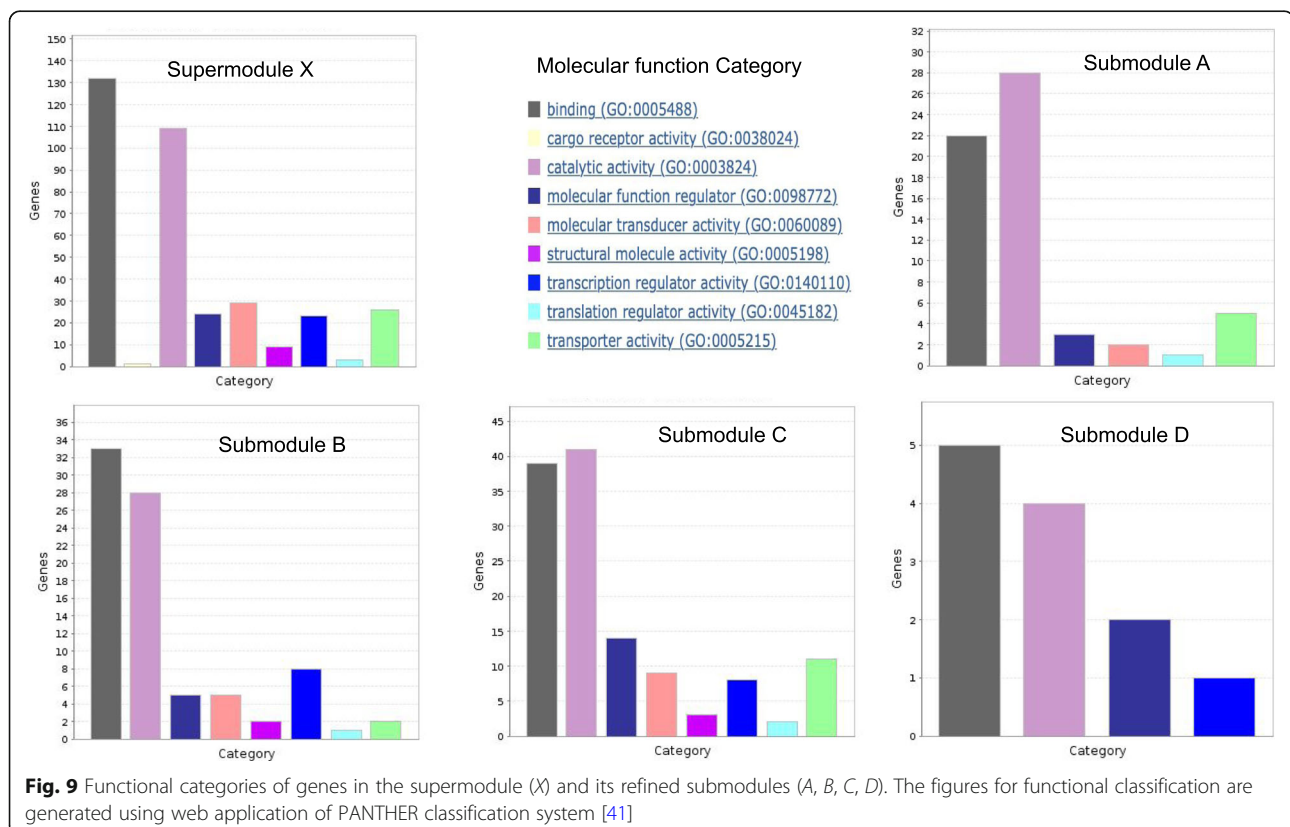 Supermodule X
150
140
130
120
110
100
90
80
70
60
50
40
30
20
10
0
Genes
Category
Molecular function Category
binding (GO:0005488)
cargo receptor activity (GO:0038024)
catalytic activity (GO:0003824)
molecular function regulator (GO:0098772)
molecular transducer activity (GO:0060089)
structural molecule activity (GO:0005198)
transcription regulator activity (GO:0140110)
translation regulator activity (GO:0045182)
transporter activity (GO:0005215)
Submodule A
32
30
28
26
24
22
20
18
16
14
12
10
8
6
4
2
0
Genes
Category
Submodule B
36
34
32
30
28
26
24
22
20
18
16
14
12
10
8
6
4
2
0
Genes
Category
Submodule C
45
40
35
30
25
20
15
10
5
0
Genes
Category
Submodule D
5
4
3
2
1
0
Genes
Category
Fig. 9 Functional categories of genes in the supermodule (X) and its refined submodules (A, B, C, D). The figures for functional classification are
generated using web application of PANTHER classification system [41]